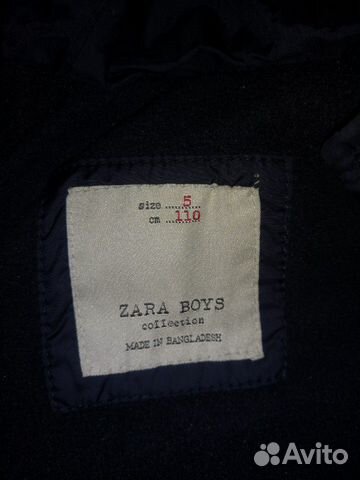 size ..... 5 .....
cm ..... 110 .....
ZARA BOYS
collection
MADE IN BANGLADESH
Avito